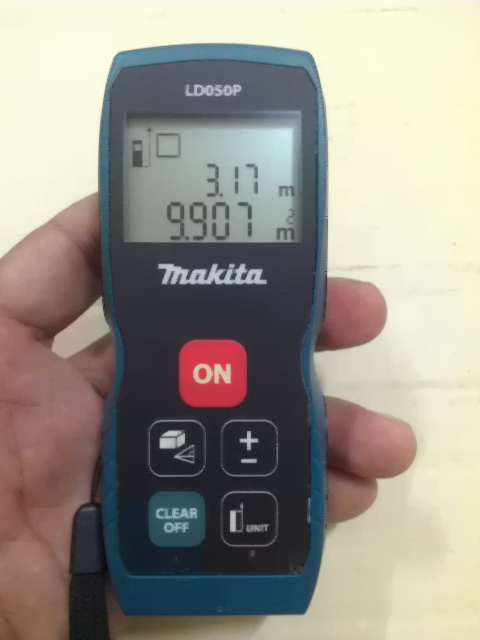 LD050P
3.17 m
9.907 m²
Makita
ON
+
−
CLEAR
OFF
UNIT